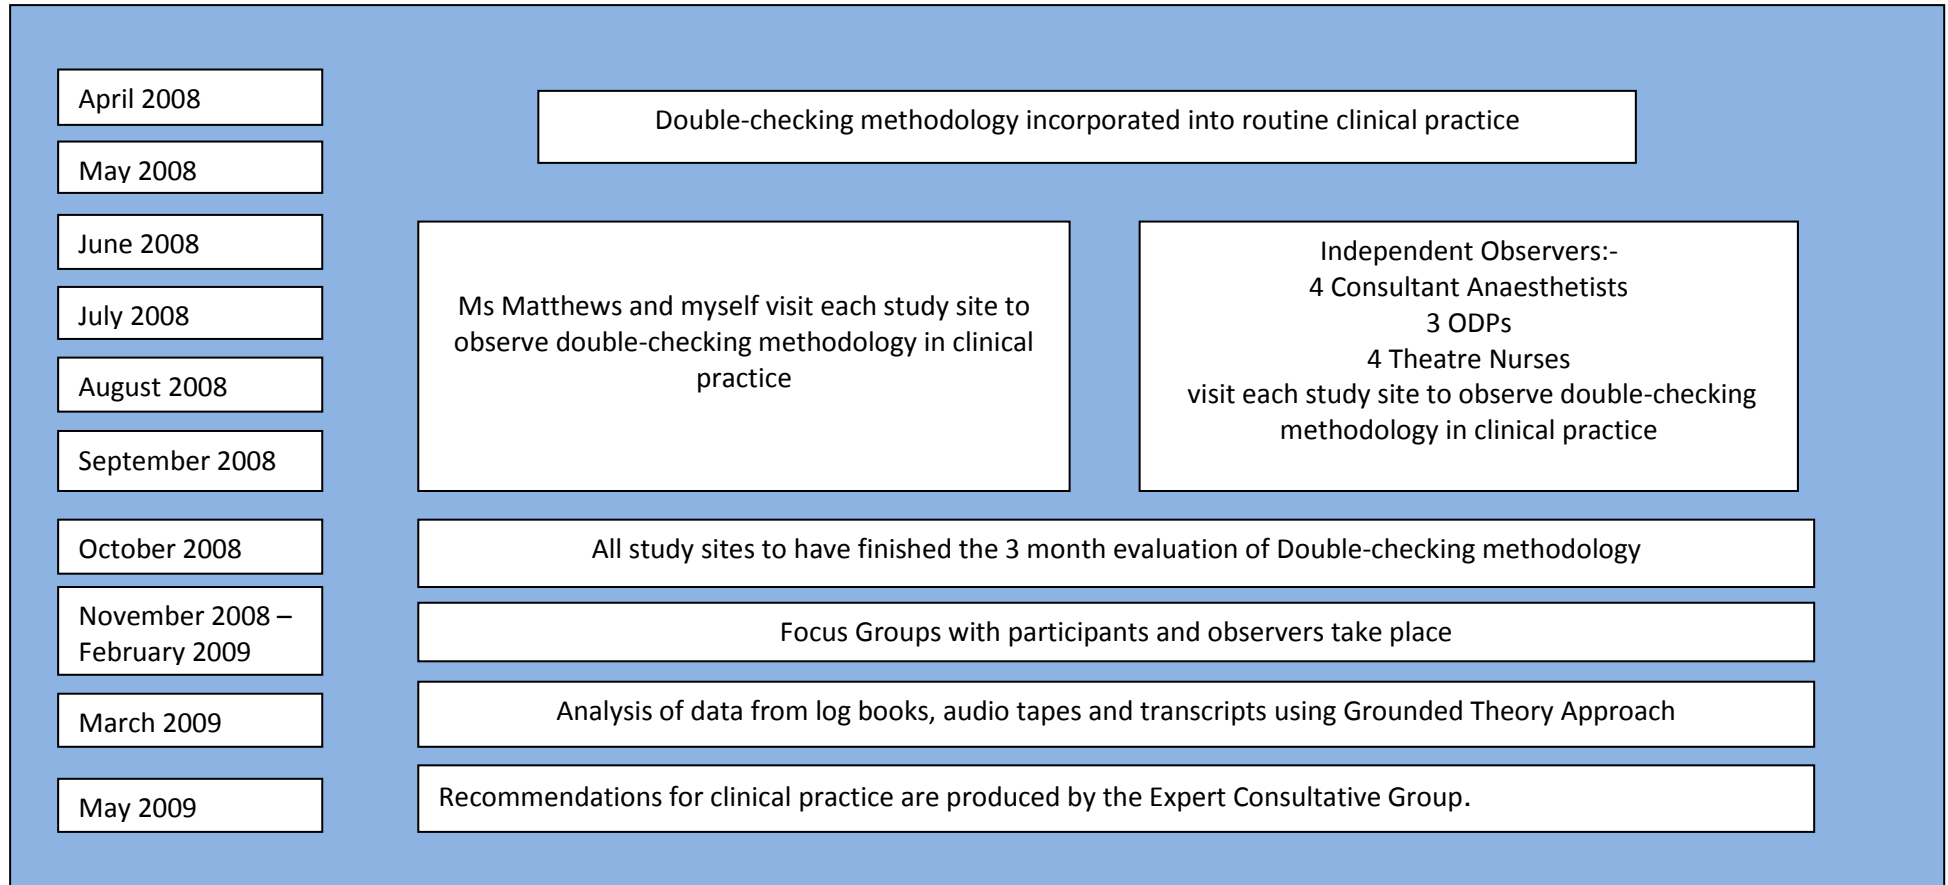 April 2008
Double-checking methodology incorporated into routine clinical practice
May 2008
June 2008
July 2008
August 2008
September 2008
Ms Matthews and myself visit each study site to
observe double-checking methodology in clinical
practice
Independent Observers:-
4 Consultant Anaesthetists
3 ODPs
4 Theatre Nurses
visit each study site to observe double-checking
methodology in clinical practice
October 2008
All study sites to have finished the 3 month evaluation of Double-checking methodology
November 2008 –
February 2009
Focus Groups with participants and observers take place
March 2009
Analysis of data from log books, audio tapes and transcripts using Grounded Theory Approach
May 2009
Recommendations for clinical practice are produced by the Expert Consultative Group.